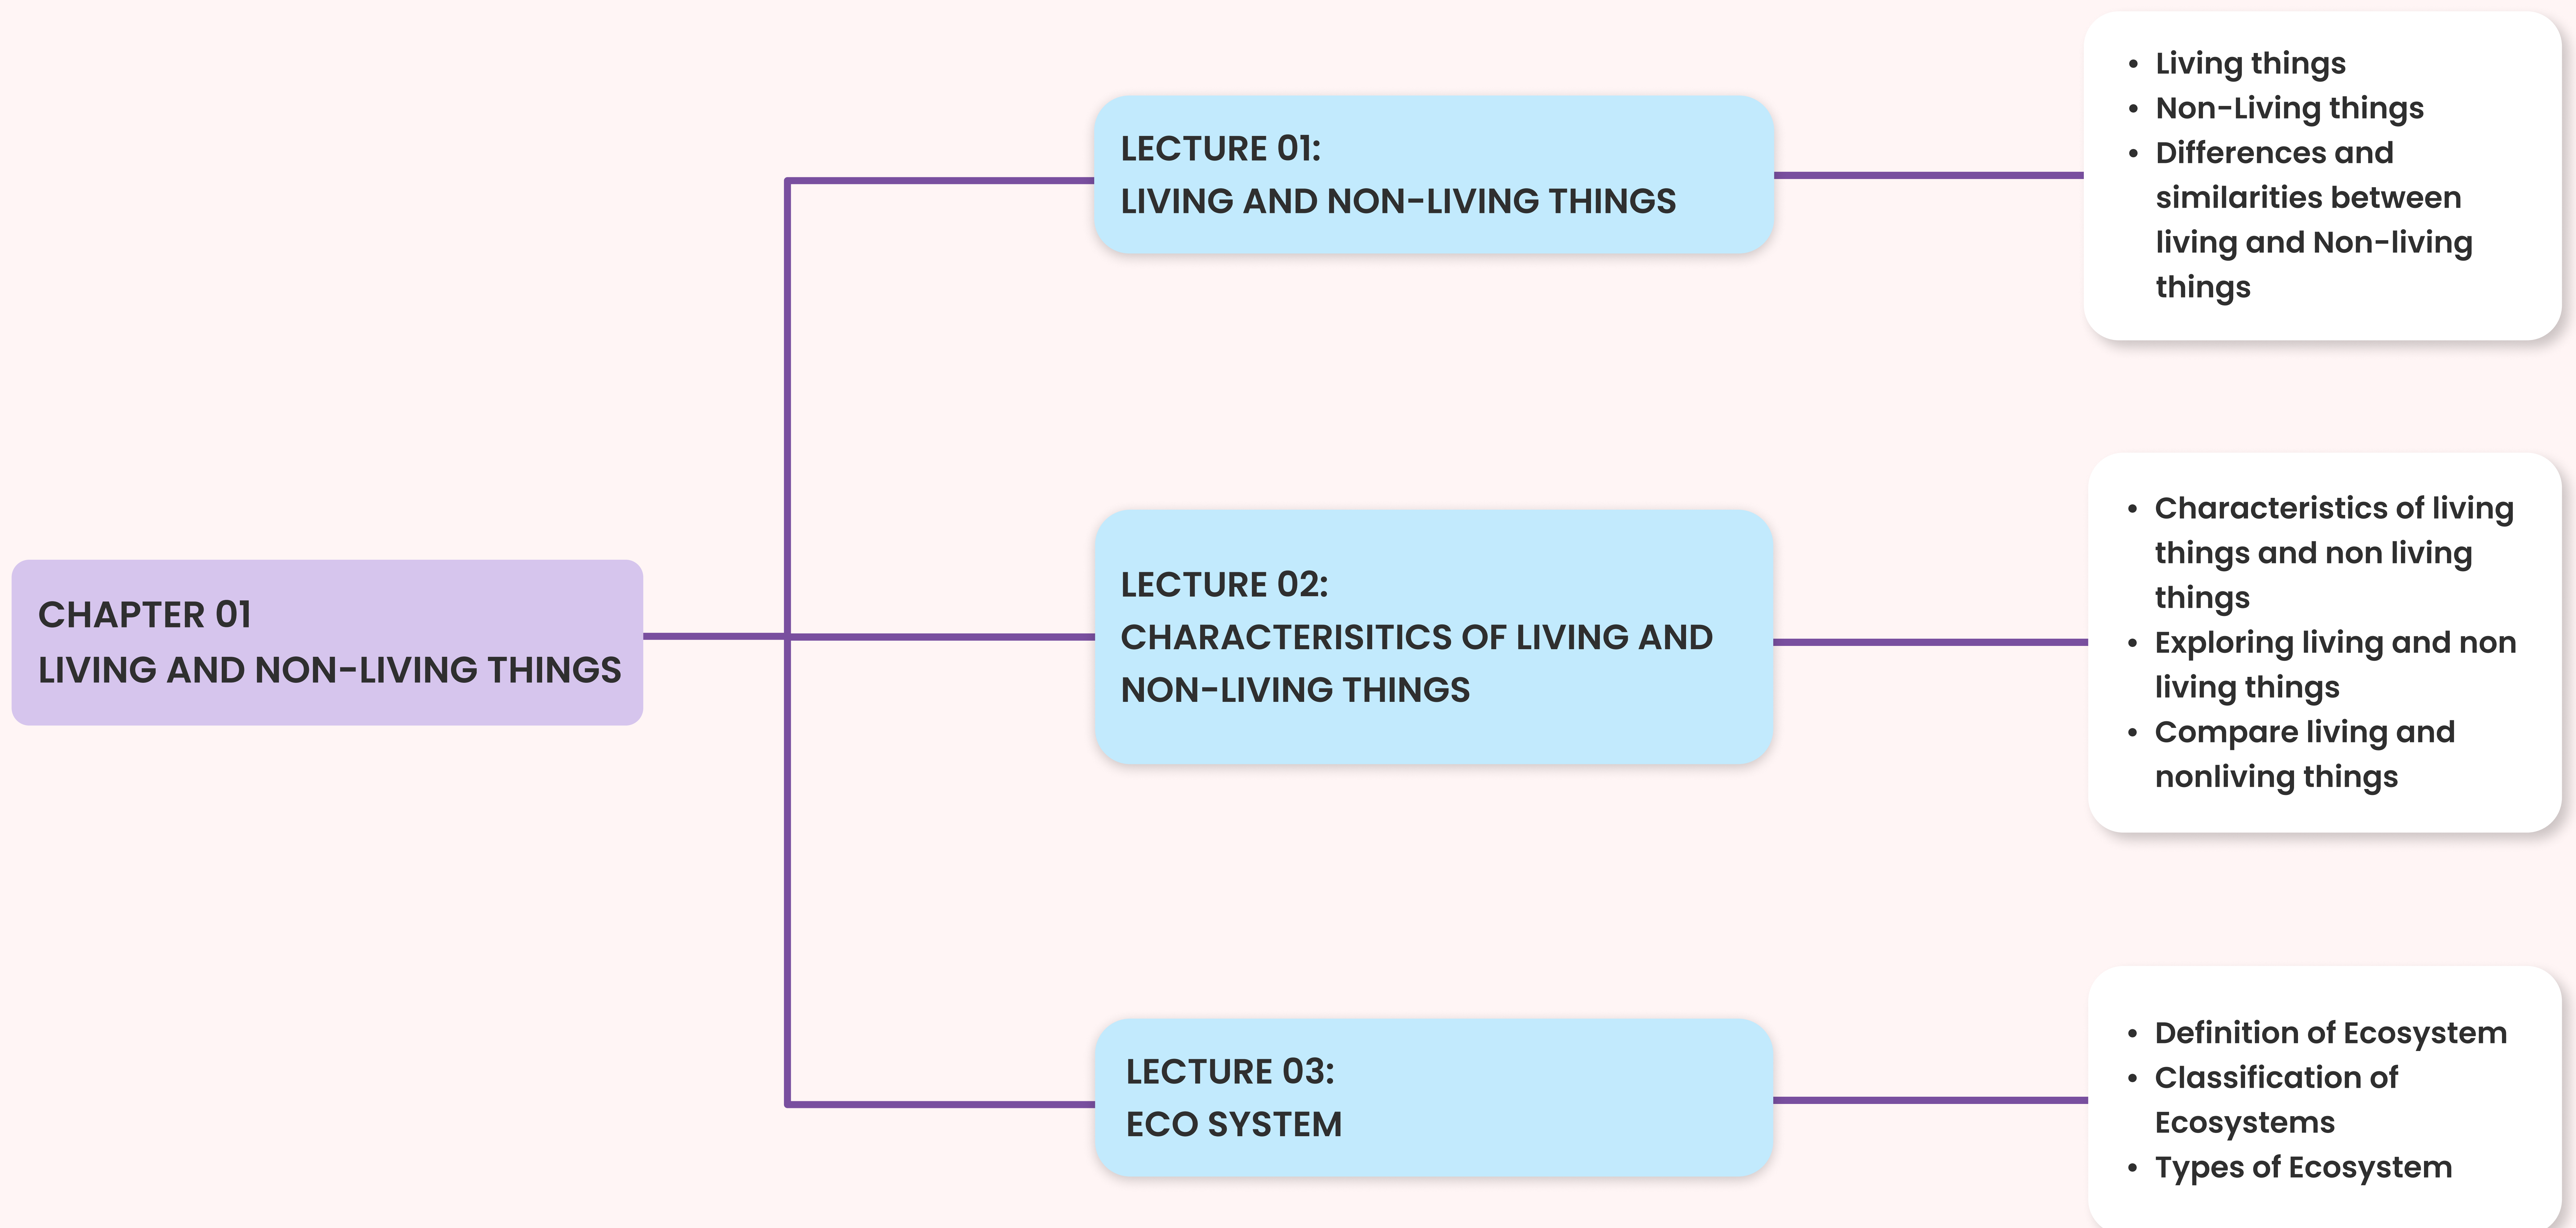 CHAPTER 01
LIVING AND NON-LIVING THINGS
LECTURE 01:
LIVING AND NON-LIVING THINGS
• Living things
• Non-Living things
• Differences and
similarities between
living and Non-living
things
LECTURE 02:
CHARACTERISITICS OF LIVING AND
NON-LIVING THINGS
• Characteristics of living
things and non living
things
• Exploring living and non
living things
• Compare living and
nonliving things
LECTURE 03:
ECO SYSTEM
• Definition of Ecosystem
• Classification of
Ecosystems
• Types of Ecosystem